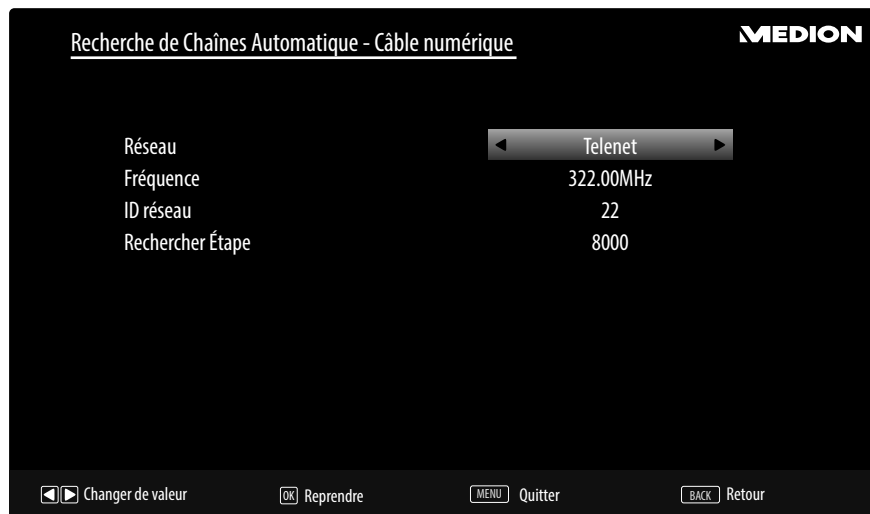 Recherche de Chaînes Automatique - Câble numérique
MEDION
Réseau Telenet
Fréquence 322.00MHz
ID réseau 22
Rechercher Étape 8000
Changer de valeur OK Reprendre MENU Quitter BACK Retour